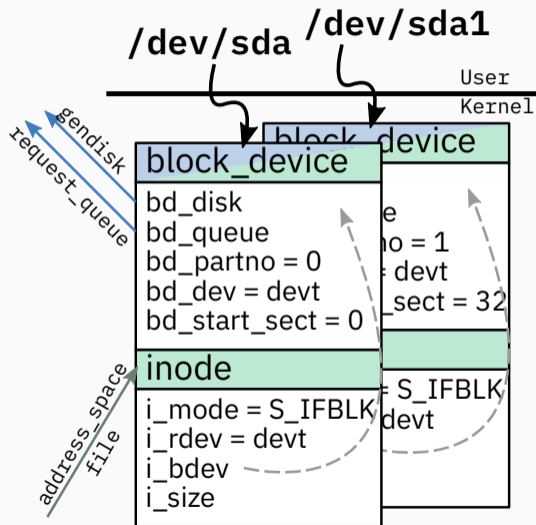 /dev/sda
/dev/sda1
User
Kernel
gendisk
request_queue
block_device
bd_disk
bd_queue
bd_partno = 0
bd_dev = devt
bd_start_sect = 0
inode
i_mode = S_IFBLK
i_rdev = devt
i_bdev
i_size
block_device
e
no = 1
= devt
_sect = 32
= S_IFBLK
devt
address_space
file